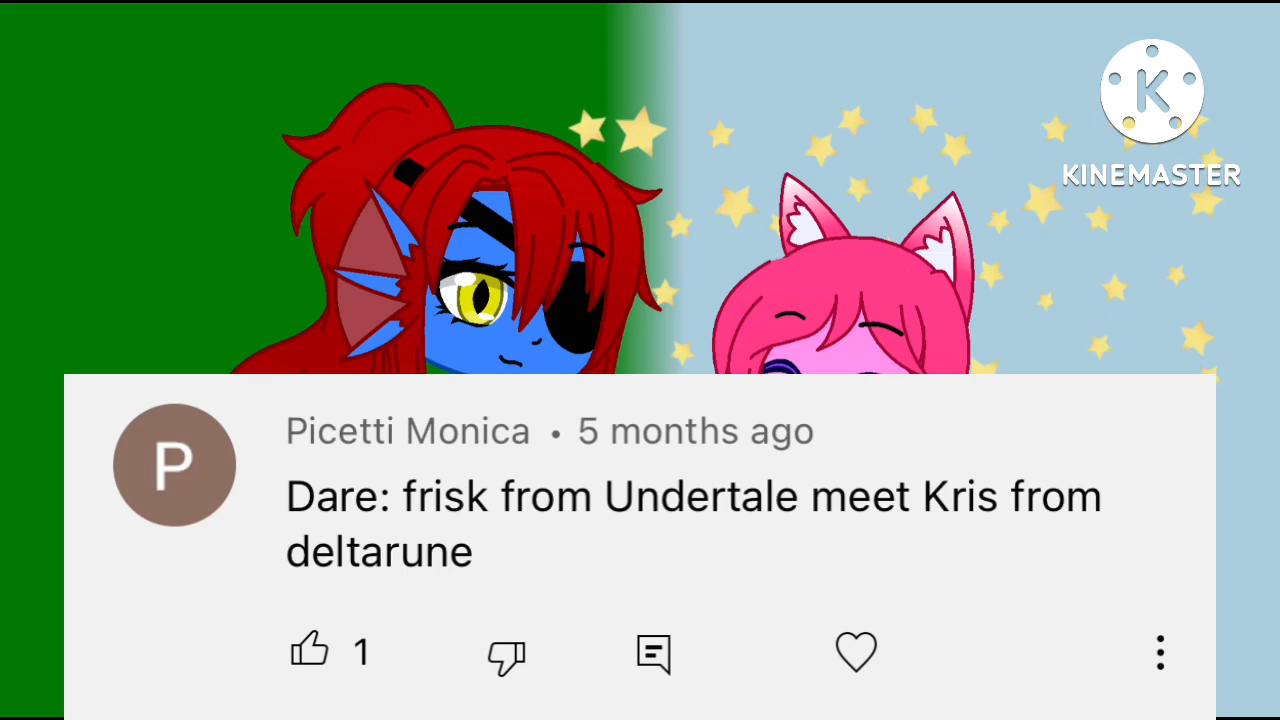 K
KINEMASTER
P
Picetti Monica • 5 months ago
Dare: frisk from Undertale meet Kris from
deltarune
1